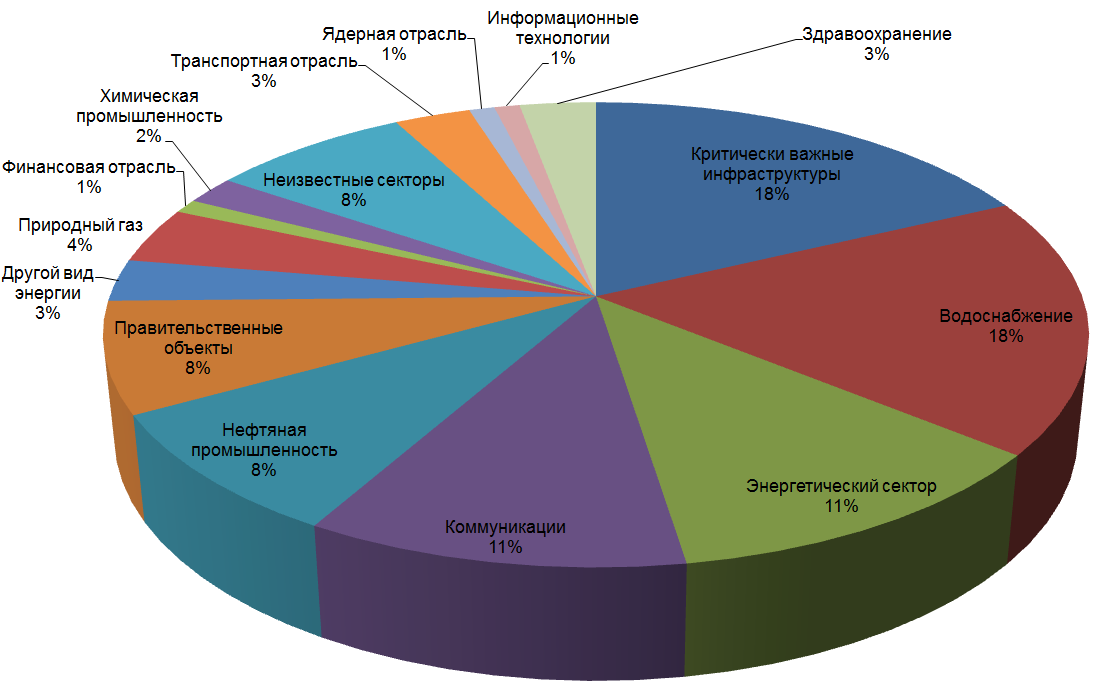 Информационные
технологии
1%
Ядерная отрасль
1%
Здравоохранение
3%
Транспортная отрасль
3%
Химическая
промышленность
2%
Финансовая отрасль
1%
Неизвестные секторы
8%
Критически важные
инфраструктуры
18%
Природный газ
4%
Другой вид
энергии
3%
Правительственные
объекты
8%
Водоснабжение
18%
Нефтяная
промышленность
8%
Энергетический сектор
11%
Коммуникации
11%